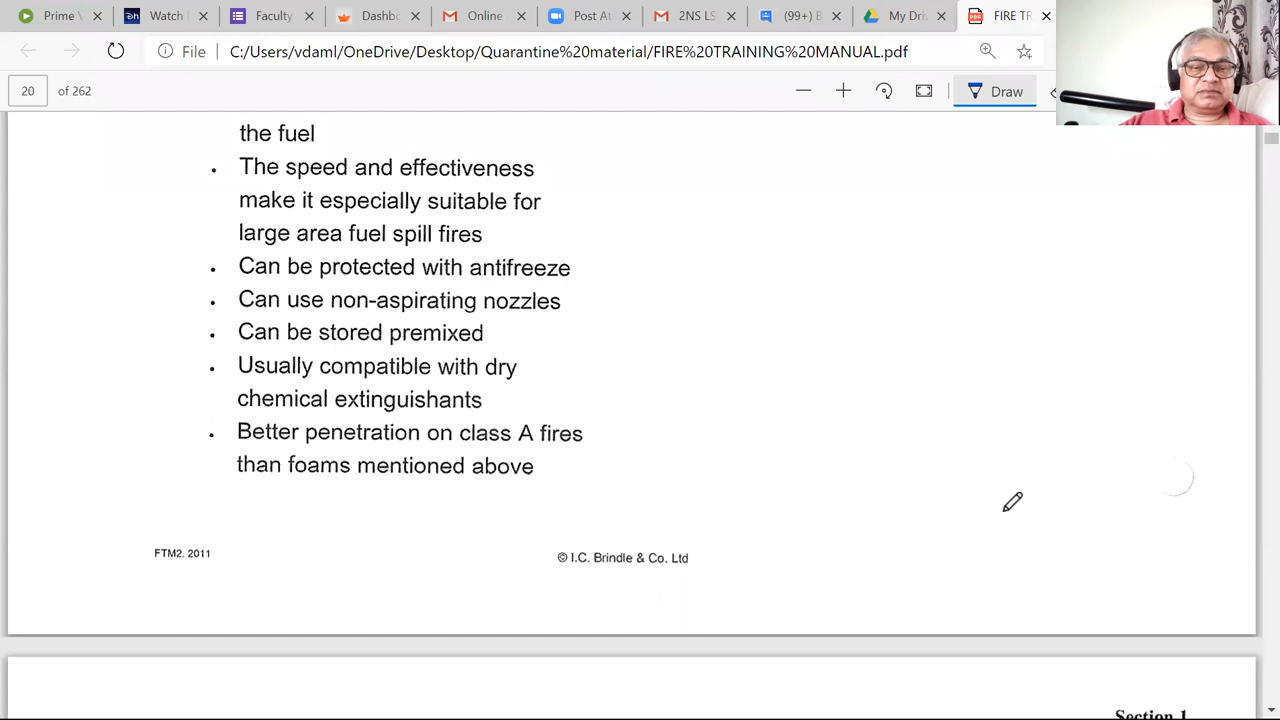 Prime V
Watch I
Faculty
Dashbo
Online
Post At
2NS S
(99+) B
My Driv
FIRE TR
File C:/Users/vdaml/OneDrive/Desktop/Quarantine%20material/FIRE%20TRAINING%20MANUAL.pdf
20 of 262
Draw
the fuel
• The speed and effectiveness
make it especially suitable for
large area fuel spill fires
• Can be protected with antifreeze
• Can use non-aspirating nozzles
• Can be stored premixed
• Usually compatible with dry
chemical extinguishants
• Better penetration on class A fires
than foams mentioned above
FTM2. 2011
© I.C. Brindle & Co. Ltd
Section 1